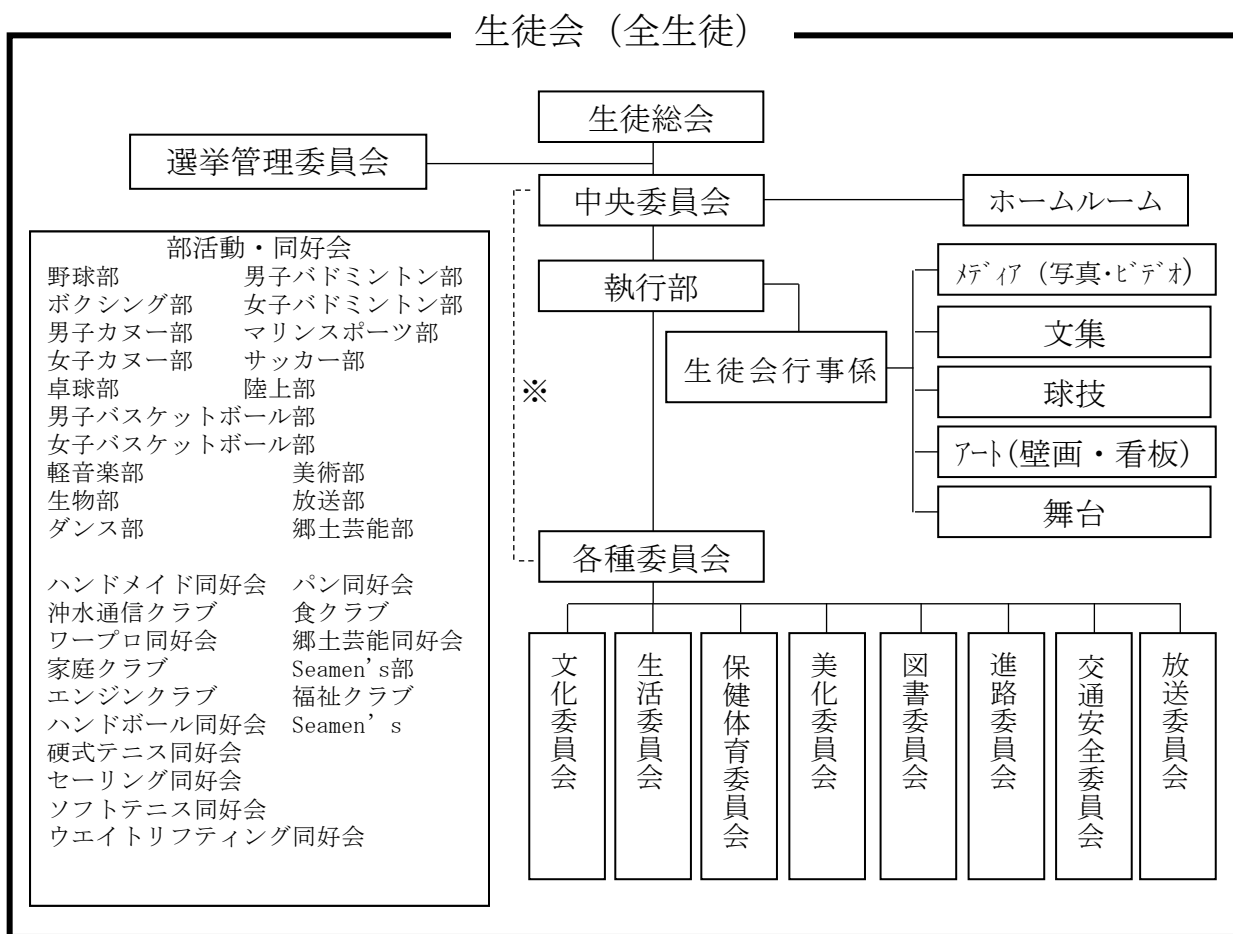 生徒会（全生徒）
生徒総会
選挙管理委員会
中央委員会
ホームルーム
執行部
生徒会行事係
ﾒﾃﾞｨｱ（写真・ﾋﾞﾃﾞｵ）
文集
球技
ｱｰﾄ(壁画・看板)
舞台
※
各種委員会
文化委員会
生活委員会
保健体育委員会
美化委員会
図書委員会
進路委員会
交通安全委員会
放送委員会
部活動・同好会
野球部 男子バドミントン部
ボクシング部 女子バドミントン部
男子カヌー部 マリンスポーツ部
女子カヌー部 サッカー部
卓球部 陸上部
男子バスケットボール部
女子バスケットボール部
軽音楽部 美術部
生物部 放送部
ダンス部 郷土芸能部
ハンドメイド同好会 パン同好会
沖水通信クラブ 食クラブ
ワープロ同好会 郷土芸能同好会
家庭クラブ Seamen's部
エンジンクラブ 福祉クラブ
ハンドボール同好会 Seamen’s
硬式テニス同好会
セーリング同好会
ソフトテニス同好会
ウエイトリフティング同好会